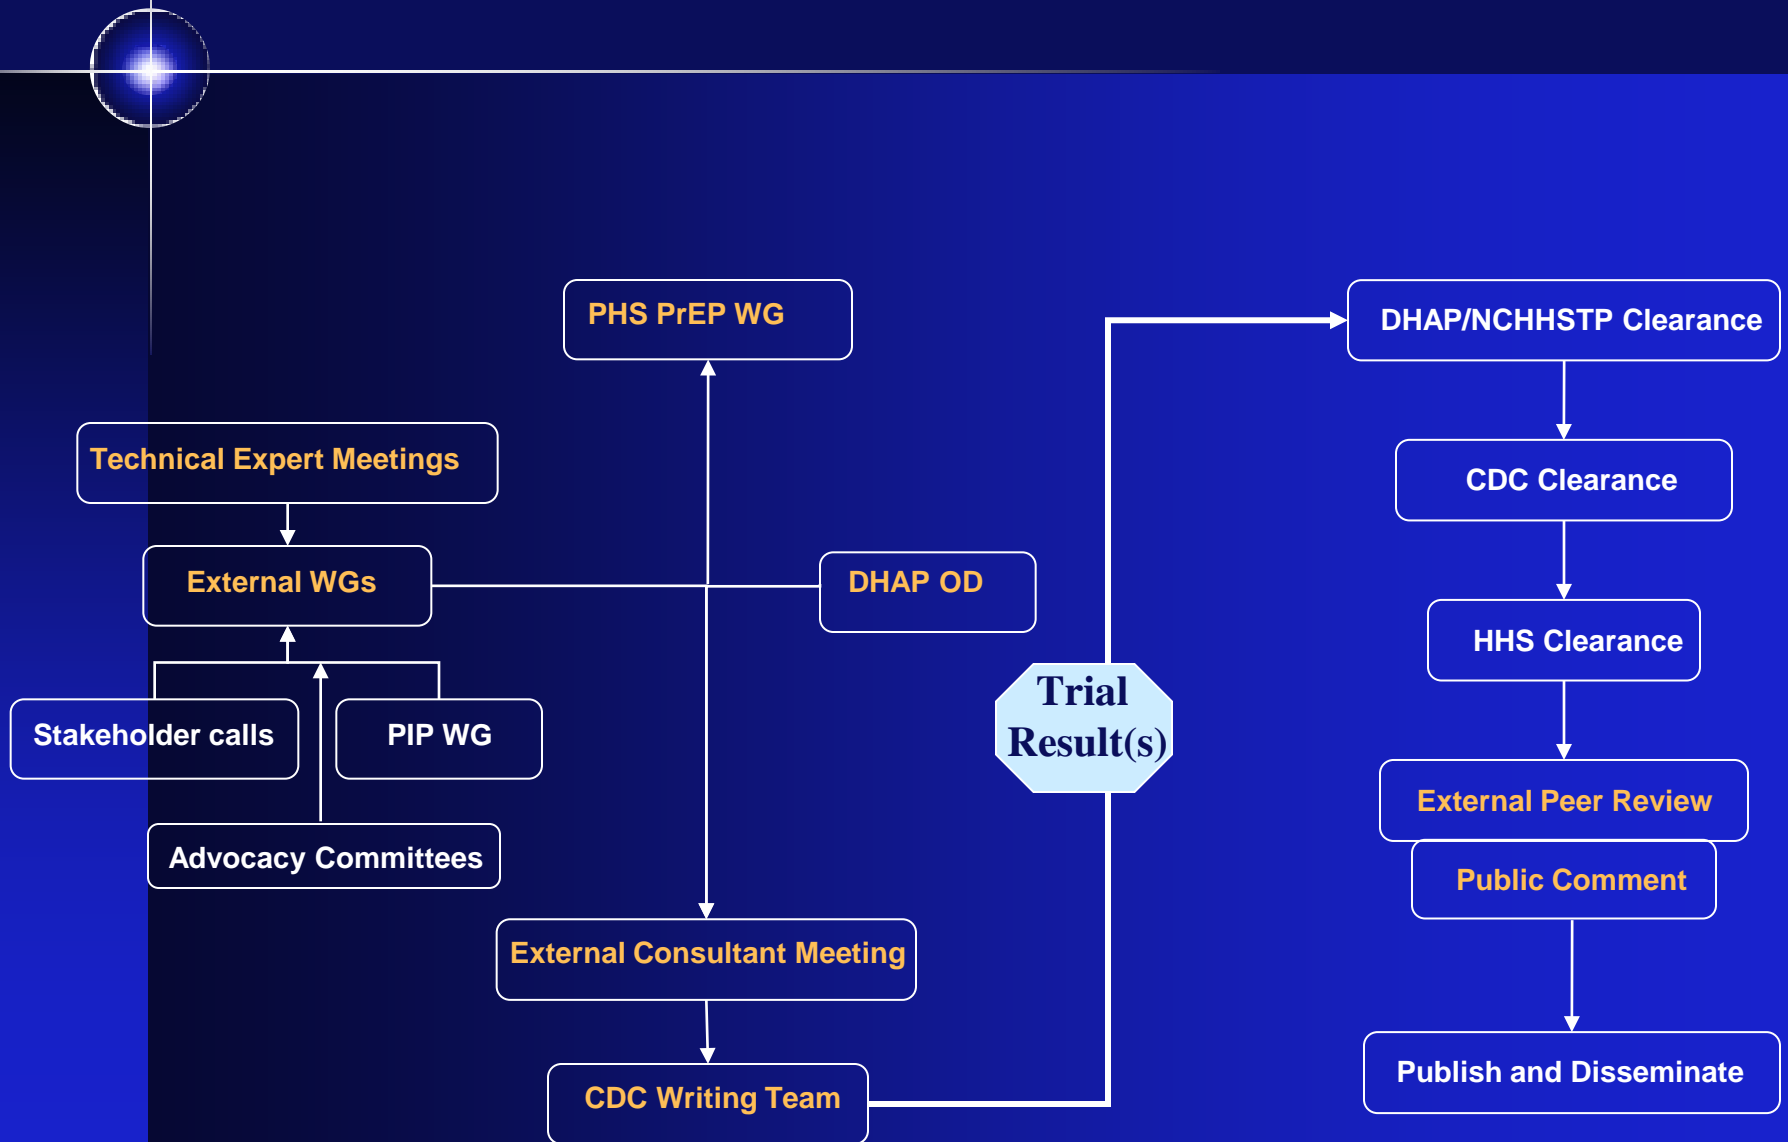 PHS PrEP WG
Technical Expert Meetings
External WGs
DHAP OD
Stakeholder calls
PIP WG
Advocacy Committees
External Consultant Meeting
CDC Writing Team
Trial
Result(s)
DHAP/NCHHSTP Clearance
CDC Clearance
HHS Clearance
External Peer Review
Public Comment
Publish and Disseminate